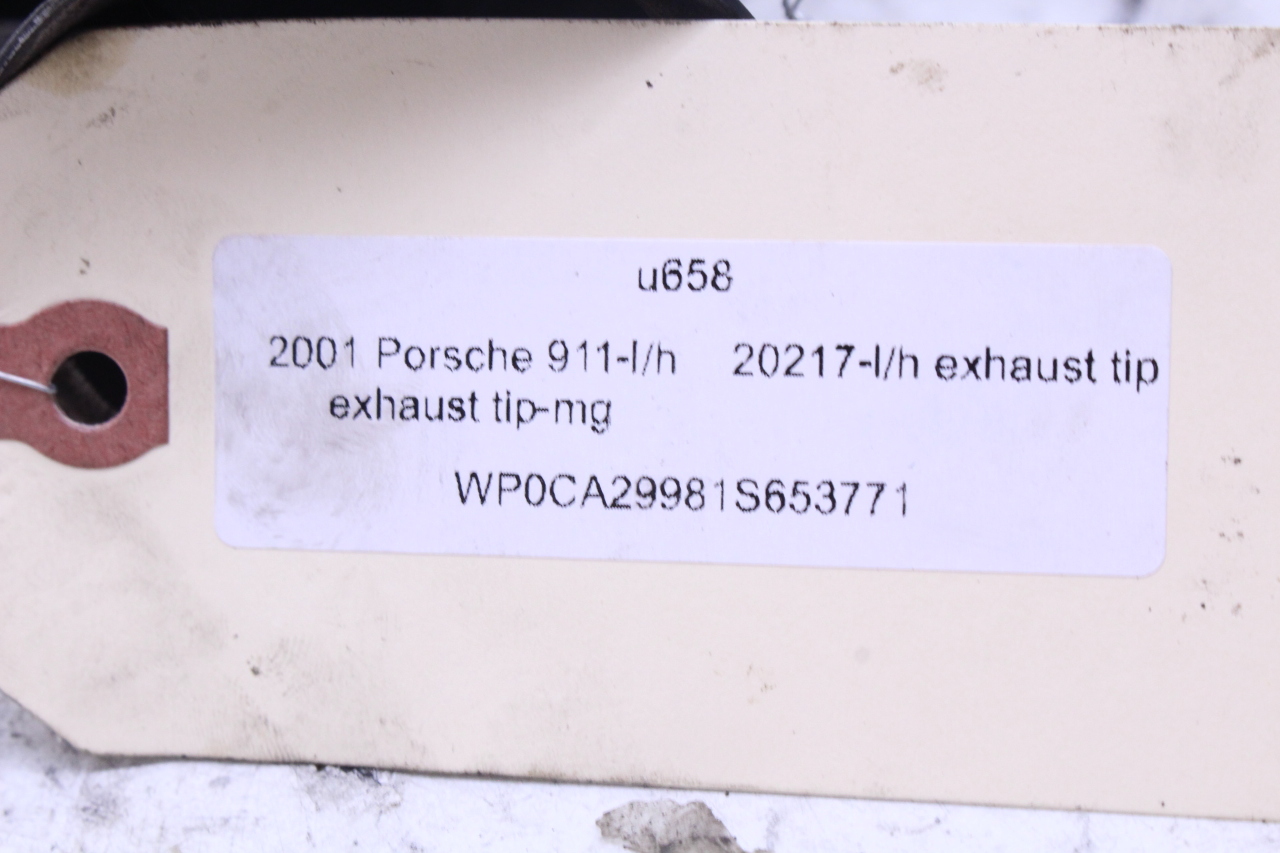 u658
2001 Porsche 911-l/h 20217-l/h exhaust tip
exhaust tip-mg
WP0CA29981S653771